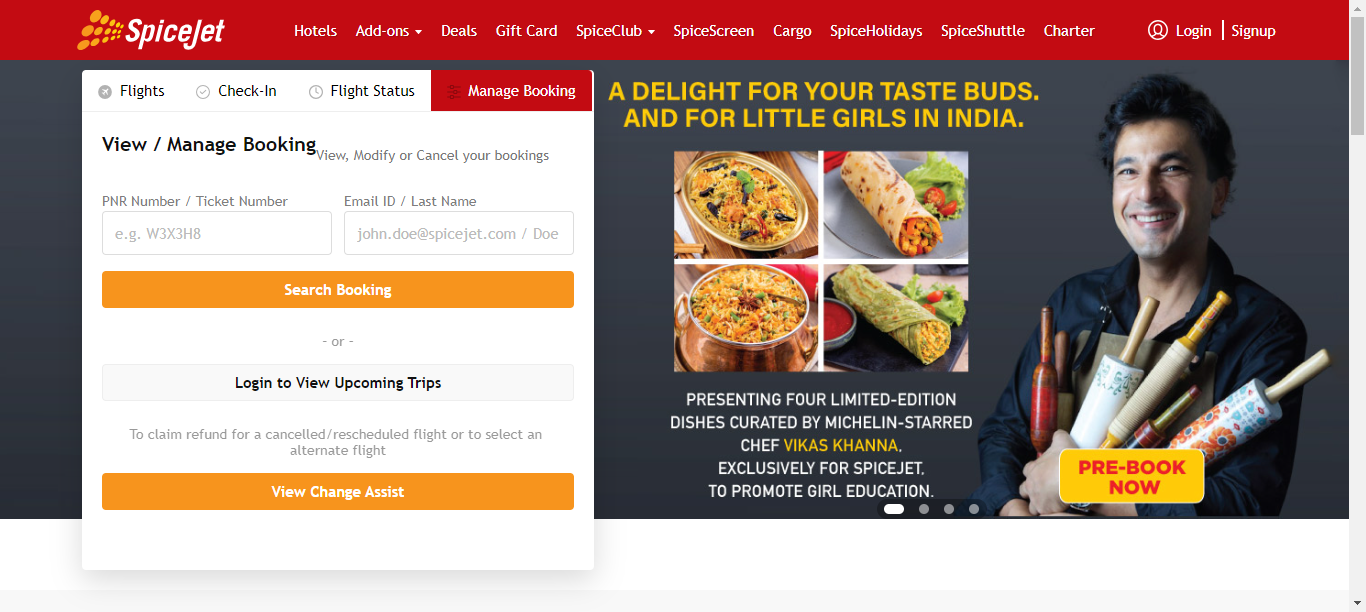 SpiceJet
Hotels
Add-ons
Deals
Gift Card
SpiceClub
SpiceScreen
Cargo
SpiceHolidays
SpiceShuttle
Charter
Login
Signup
Flights
Check-In
Flight Status
Manage Booking
View / Manage Booking
View, Modify or Cancel your bookings
PNR Number / Ticket Number
Email ID / Last Name
e.g. W3X3H8
john.doe@spicejet.com / Doe
Search Booking
- or -
Login to View Upcoming Trips
To claim refund for a cancelled/rescheduled flight or to select an
alternate flight
View Change Assist
A DELIGHT FOR YOUR TASTE BUDS.
AND FOR LITTLE GIRLS IN INDIA.
PRESENTING FOUR LIMITED-EDITION
DISHES CURATED BY MICHELIN-STARRED
CHEF VIKAS KHANNA,
EXCLUSIVELY FOR SPICEJET,
TO PROMOTE GIRL EDUCATION.
PRE-BOOK
NOW